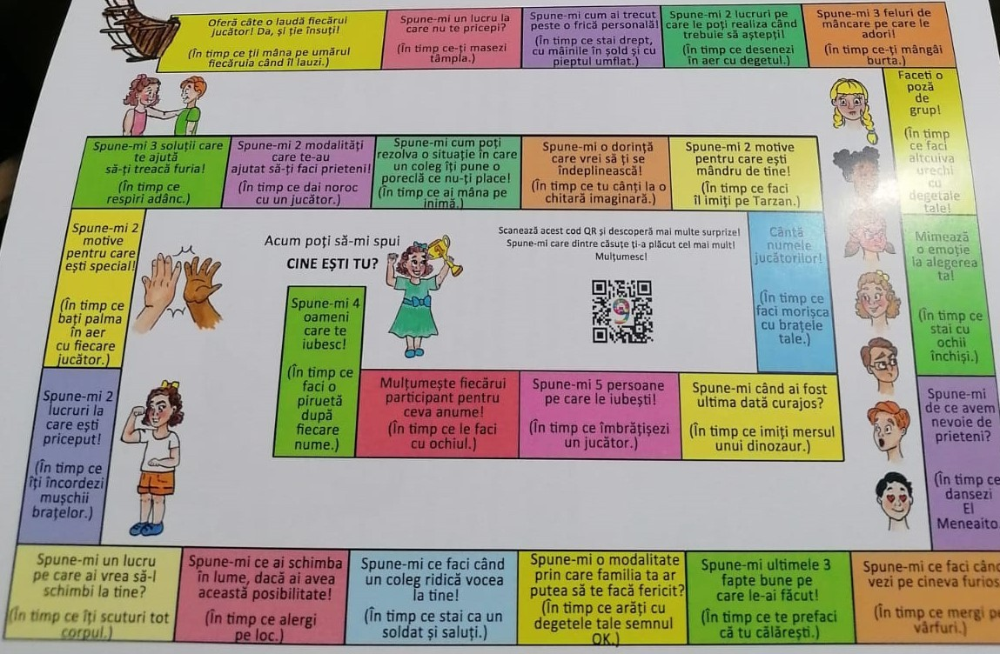 Oferă câte o laudă fiecărui
jucător! Da, și ție însuți!
(În timp ce ții mâna pe umărul
fiecăruia când îl lauzi.)
Spune-mi un lucru la
care nu te pricepi?
(În timp ce-ți masezi
tâmpla.)
Spune-mi cum ai trecut
peste o frică personală!
(În timp ce stai drept,
cu mâinile în șold și cu
pieptul umflat.)
Spune-mi 2 lucruri pe
care le poți realiza când
trebuie să aștepți!
(În timp ce desenezi
în aer cu degetul.)
Spune-mi 3 feluri de
mâncare pe care le
adori!
(În timp ce-ți mângâi
burta.)
Faceti o
poză
de
grup!
(În timp
ce faci
altcuiva
urechi
cu
degetale
tale!
Mimează
o emoție
la alegerea
ta!
(În timp ce
stai cu
ochii
închiși.)
Spune-mi
de ce avem
nevoie de
prieteni?
(În timp ce
dansezi
El
Meneaito.
Spune-mi ce faci când
vezi pe cineva furios
(În timp ce mergi pe
vârfuri.)
Spune-mi ultimele 3
fapte bune pe
care le-ai făcut!
(În timp ce te prefaci
că tu călărești.)
Spune-mi o modalitate
prin care familia ta ar
putea să te facă fericit?
(În timp ce arăți cu
degetele tale semnul
OK.)
Spune-mi ce faci când
un coleg ridică vocea
la tine!
(În timp ce stai ca un
soldat și saluți.)
Spune-mi ce ai schimba
în lume, dacă ai avea
această posibilitate!
(În timp ce alergi
pe loc.)
Spune-mi un lucru
pe care ai vrea să-l
schimbi la tine?
(În timp ce îți scuturi tot
corpul.)
Spune-mi 2
lucruri la
care ești
priceput!
(În timp ce
îți încordezi
mușchii
brațelor.)
Spune-mi 2
motive
pentru care
ești special!
(În timp ce
bați palma
în aer
cu fiecare
jucător.)
Spune-mi 3 soluții care
te ajută
să-ți treacă furia!
(În timp ce
respiri adânc.)
Spune-mi 2 modalități
care te-au
ajutat să-ți faci prieteni!
(În timp ce dai noroc
cu un jucător.)
Spune-mi cum poți
rezolva o situație în care
un coleg îți pune o
poreclă ce nu-ți place!
(În timp ce ai mâna pe
inimă.)
Spune-mi o dorință
care vrei să ți se
îndeplinească!
(În timp ce tu cânți la o
chitară imaginară.)
Spune-mi 2 motive
pentru care ești
mândru de tine!
(În timp ce faci
îl imiți pe Tarzan.)
Cântă
numele
jucătorilor!
(În timp ce
faci morișca
cu brațele
tale.)
Spune-mi când ai fost
ultima dată curajos?
(În timp ce imiți mersul
unui dinozaur.)
Spune-mi 5 persoane
pe care le iubești!
(În timp ce îmbrățișezi
un jucător.)
Mulțumește fiecărui
participant pentru
ceva anume!
(În timp ce le faci
cu ochiul.)
Spune-mi 4
oameni
care te
iubesc!
(În timp ce
faci o
piruetă
după
fiecare
nume.)
Acum poți să-mi spui
CINE EȘTI TU?
Scanează acest cod QR și descoperă mai multe surprize!
Spune-mi care dintre căsuțe ți-a plăcut cel mai mult!
Mulțumesc!